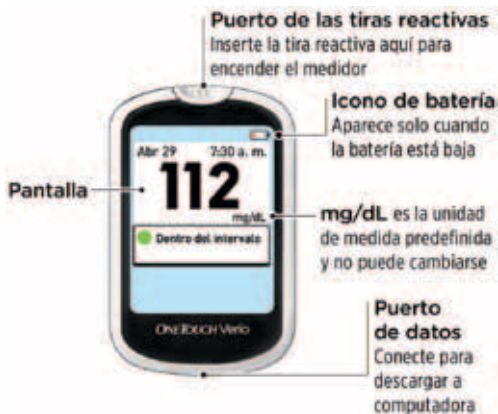 Puerto de las tiras reactivas
Inserte la tira reactiva aquí para
encender el medidor
Icono de batería
Aparece solo cuando
la batería está baja
Abr 29 7:30 a. m.
112
mg/dL
Dentro del intervalo
Pantalla
mg/dL es la unidad
de medida predefinida
y no puede cambiarse
ONETOUCH Verio
Puerto
de datos
Conecte para
descargar a
computadora